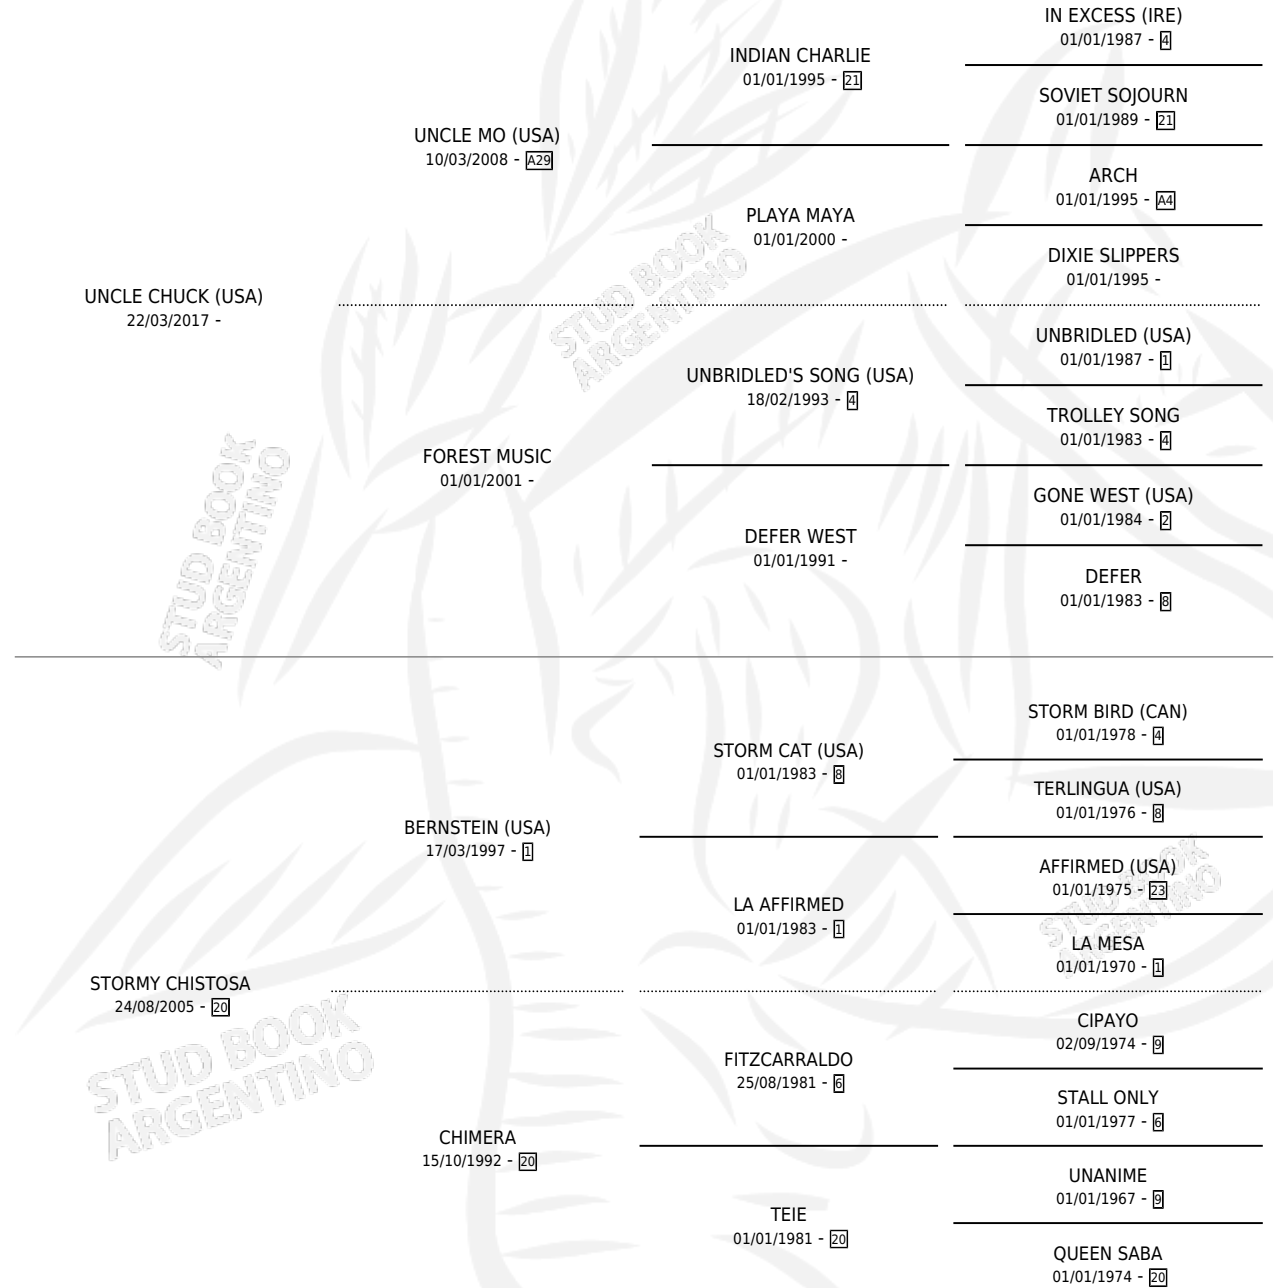 IN EXCESS (IRE)
01/01/1987 - 4
INDIAN CHARLIE
01/01/1995 - 21
SOVIET SOJOURN
01/01/1989 - 21
UNCLE MO (USA)
10/03/2008 - A29
ARCH
01/01/1995 - A4
PLAYA MAYA
01/01/2000 -
DIXIE SLIPPERS
01/01/1995 -
STUD BOOK
ARGENTINO
UNCLE CHUCK (USA)
22/03/2017 -
UNBRIDLED (USA)
01/01/1987 - 1
UNBRIDLED'S SONG (USA)
18/02/1993 - 4
TROLLEY SONG
01/01/1983 - 4
FOREST MUSIC
01/01/2001 -
GONE WEST (USA)
01/01/1984 - 2
DEFER WEST
01/01/1991 -
DEFER
01/01/1983 - 8
STUD BOOK
ARGENTINO
STORM BIRD (CAN)
01/01/1978 - 4
STORM CAT (USA)
01/01/1983 - 8
TERLINGUA (USA)
01/01/1976 - 8
BERNSTEIN (USA)
17/03/1997 - 1
AFFIRMED (USA)
01/01/1975 - 23
LA AFFIRMED
01/01/1983 - 1
LA MESA
01/01/1970 - 1
STUD BOOK
ARGENTINO
STORMY CHISTOSA
24/08/2005 - 20
CIPAYO
02/09/1974 - 9
FITZCARRALDO
25/08/1981 - 6
STALL ONLY
01/01/1977 - 6
STUD BOOK
ARGENTINO
CHIMERA
15/10/1992 - 20
UNANIME
01/01/1967 - 9
TEIE
01/01/1981 - 20
QUEEN SABA
01/01/1974 - 20